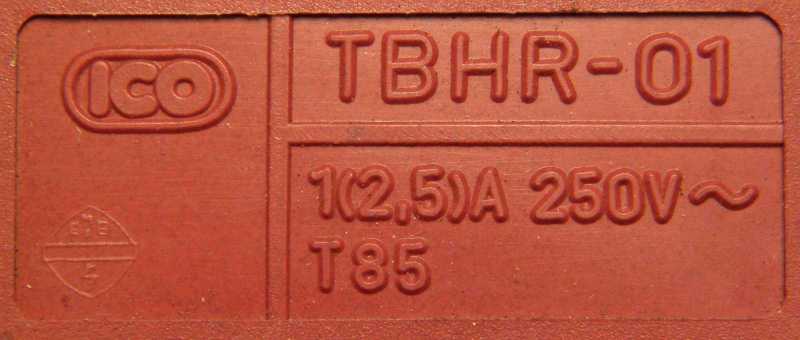 ICO
TBHR-01
1(2,5)A 250V~
T85